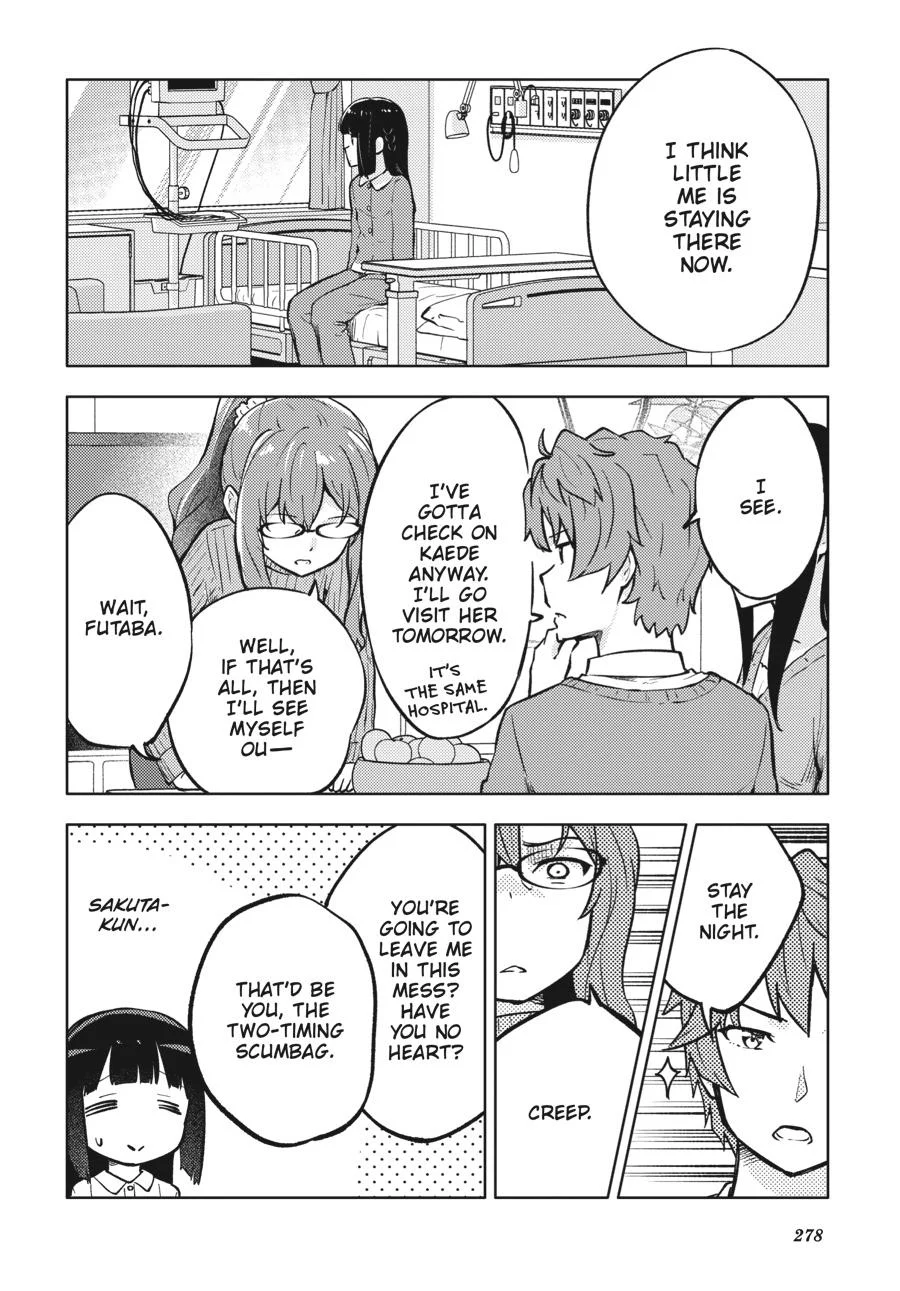 I THINK
LITTLE
ME IS
STAYING
THERE
NOW.
I
SEE.
I'VE
GOTTA
CHECK ON
KAEDE
ANYWAY.
I'LL GO
VISIT HER
TOMORROW.
IT'S
THE SAME
HOSPITAL.
WELL,
IF THAT'S
ALL, THEN
I'LL SEE
MYSELF
OU—
WAIT,
FUTABA.
STAY
THE
NIGHT.
CREEP.
YOU'RE
GOING TO
LEAVE ME
IN THIS
MESS?
HAVE
YOU NO
HEART?
THAT'D BE
YOU, THE
TWO-TIMING
SCUMBAG.
SAKUTA-
KUN...
278